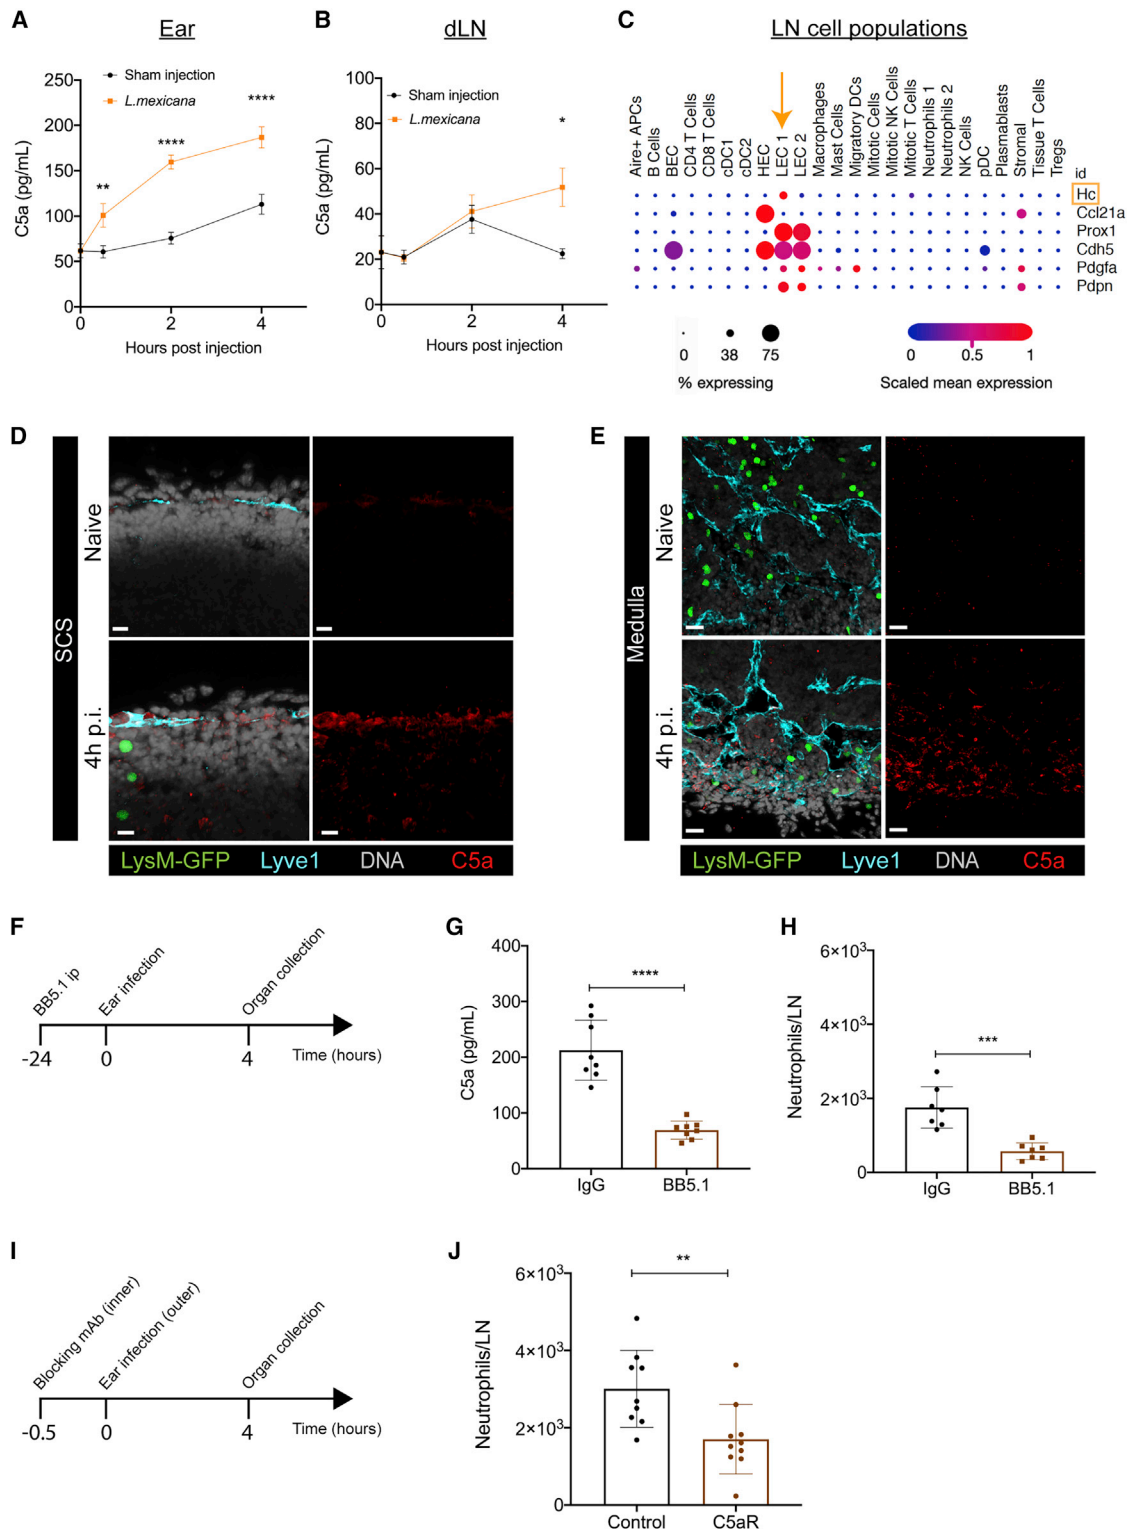 A
Ear
Sham injection
L.mexicana
C5a (pg/mL)
250
200
150
100
50
0
**
****
****
0
2
4
Hours post injection
B
dLN
Sham injection
L.mexicana
C5a (pg/mL)
100
80
60
40
20
0
*
0
2
4
Hours post injection
C
LN cell populations
Aire+ APCs
B Cells
BEC
CD4 T Cells
CD8 T Cells
cDC1
cDC2
HEC
LEC 1
LEC 2
Macrophages
Mast Cells
Migratory DCs
Mitotic Cells
Mitotic NK Cells
Mitotic T Cells
Neutrophils 1
Neutrophils 2
NK Cells
pDC
Plasmablasts
Stromal
Tissue T Cells
Tregs
id
Hc
Ccl21a
Prox1
Cdh5
Pdgfa
Pdpn
0 38 75
% expressing
0 0.5 1
Scaled mean expression
D
SCS
Naive
4h p.i.
LysM-GFP Lyve1 DNA C5a
E
Medulla
Naive
4h p.i.
LysM-GFP Lyve1 DNA C5a
F
BB5.1 ip
Ear infection
Organ collection
-24 0 4 Time (hours)
G
C5a (pg/mL)
400
300
200
100
0
****
IgG BB5.1
H
Neutrophils/LN
6×10³
4×10³
2×10³
0
***
IgG BB5.1
I
Blocking mAb (inner)
Ear infection (outer)
Organ collection
-0.5 0 4 Time (hours)
J
Neutrophils/LN
6×10³
4×10³
2×10³
0
**
Control C5aR